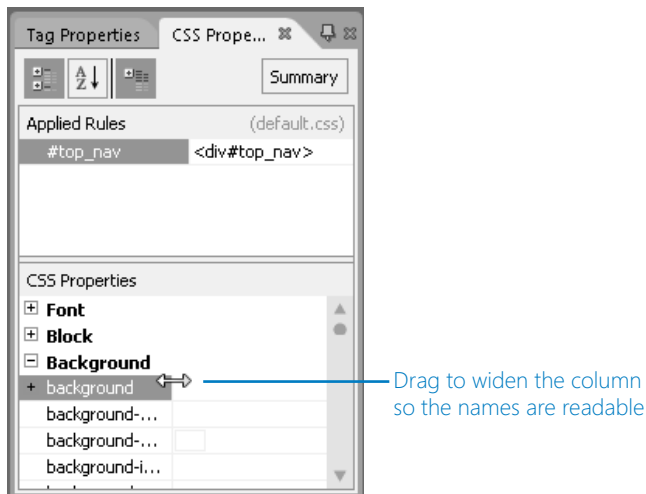 Tag Properties CSS Prope...
Summary
Applied Rules (default.css)
#top_nav <div#top_nav>
CSS Properties
Font
Block
Background
background
background-...
background-...
background-i...
Drag to widen the column
so the names are readable